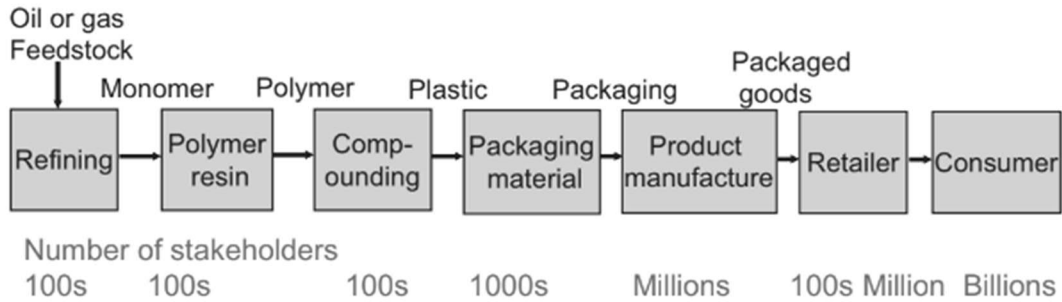 Oil or gas
Feedstock
Monomer
Polymer
Plastic
Packaging
Packaged
goods
Refining
Polymer
resin
Comp-
ounding
Packaging
material
Product
manufacture
Retailer
Consumer
Number of stakeholders
100s 100s 100s 1000s Millions 100s Million Billions